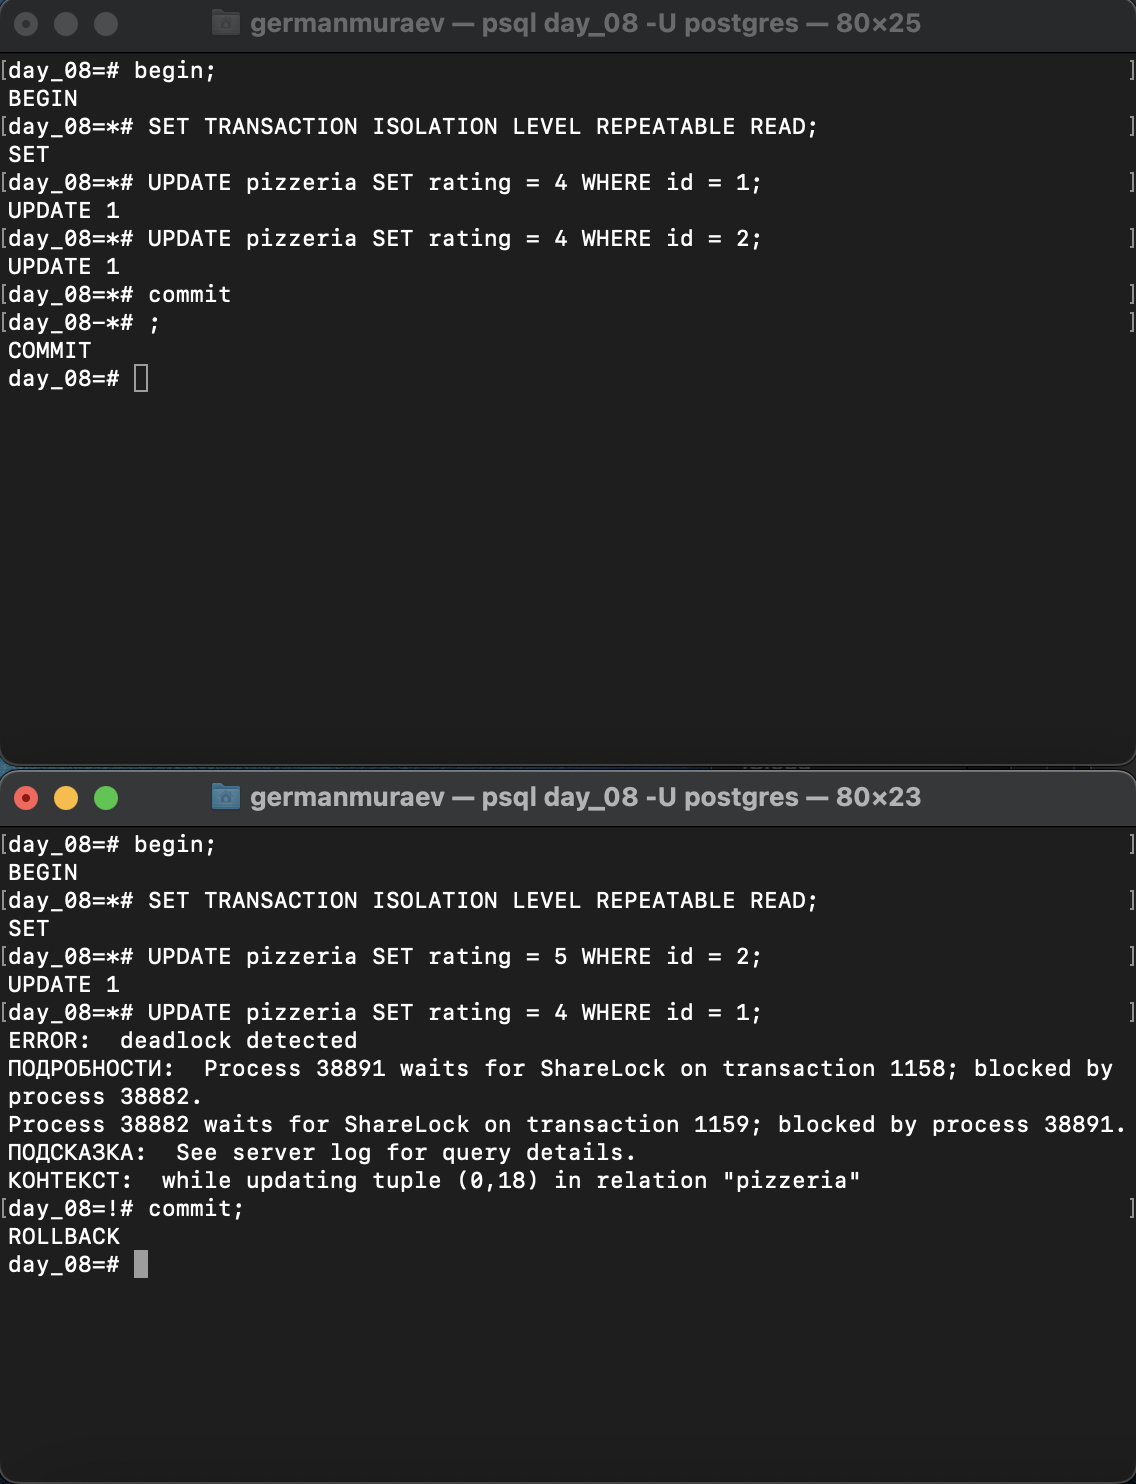 germanmuraev — psql day_08 -U postgres — 80×25
[day_08=# begin; ]
BEGIN
[day_08=*# SET TRANSACTION ISOLATION LEVEL REPEATABLE READ; ]
SET
[day_08=*# UPDATE pizzeria SET rating = 4 WHERE id = 1; ]
UPDATE 1
[day_08=*# UPDATE pizzeria SET rating = 4 WHERE id = 2; ]
UPDATE 1
[day_08=*# commit ]
[day_08-*# ; ]
COMMIT
day_08=#
germanmuraev — psql day_08 -U postgres — 80×23
[day_08=# begin; ]
BEGIN
[day_08=*# SET TRANSACTION ISOLATION LEVEL REPEATABLE READ; ]
SET
[day_08=*# UPDATE pizzeria SET rating = 5 WHERE id = 2; ]
UPDATE 1
[day_08=*# UPDATE pizzeria SET rating = 4 WHERE id = 1; ]
ERROR:  deadlock detected
ПОДРОБНОСТИ:  Process 38891 waits for ShareLock on transaction 1158; blocked by
process 38882.
Process 38882 waits for ShareLock on transaction 1159; blocked by process 38891.
ПОДСКАЗКА:  See server log for query details.
КОНТЕКСТ:  while updating tuple (0,18) in relation "pizzeria"
[day_08=!# commit; ]
ROLLBACK
day_08=#